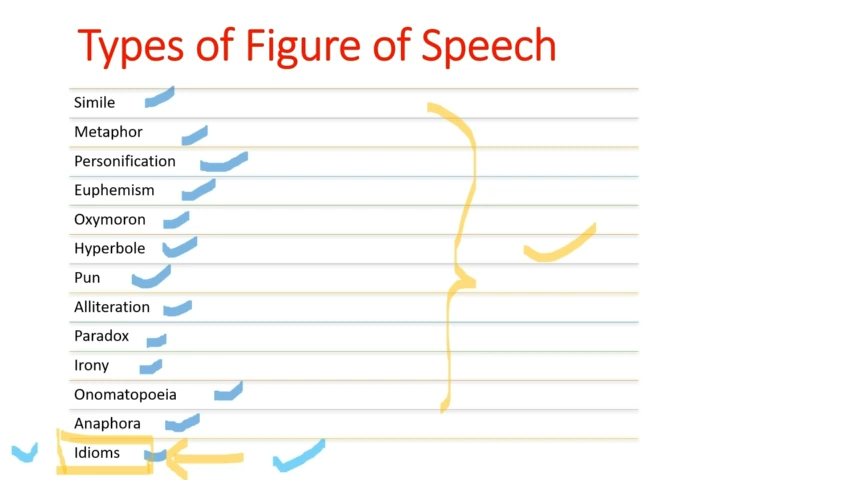 Types of Figure of Speech
Simile
Metaphor
Personification
Euphemism
Oxymoron
Hyperbole
Pun
Alliteration
Paradox
Irony
Onomatopoeia
Anaphora
Idioms